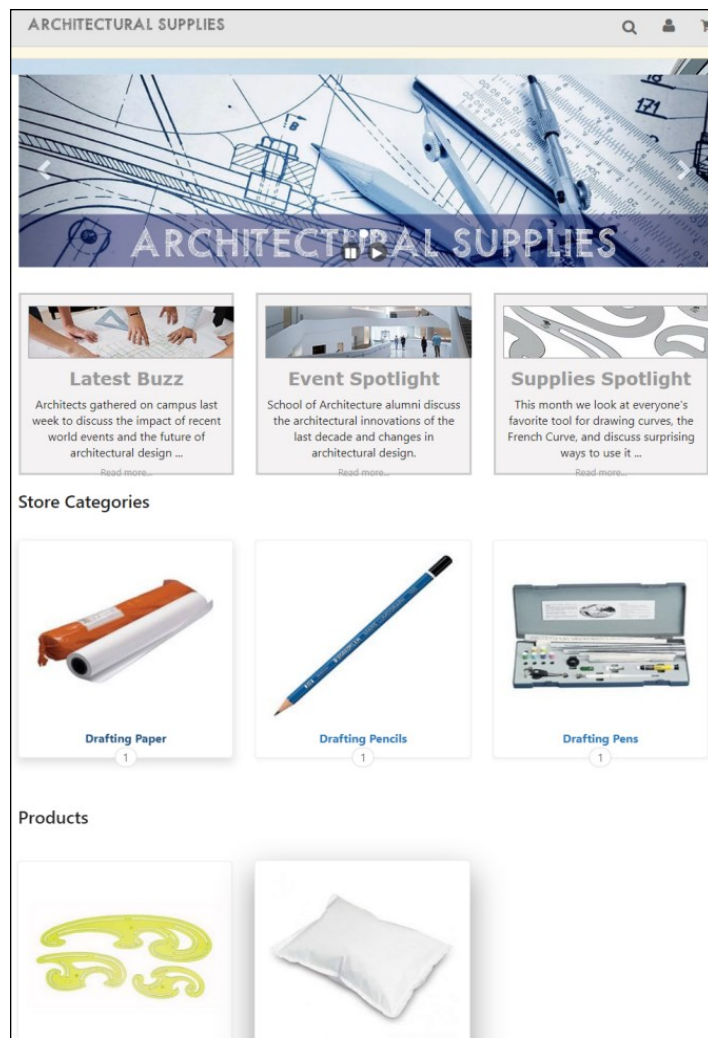 ARCHITECTURAL SUPPLIES
18
171
8
ARCHITECTURAL SUPPLIES
Latest Buzz
Architects gathered on campus last
week to discuss the impact of recent
world events and the future of
architectural design ...
Read more...
Event Spotlight
School of Architecture alumni discuss
the architectural innovations of the
last decade and changes in
architectural design.
Read more...
Supplies Spotlight
This month we look at everyone's
favorite tool for drawing curves, the
French Curve, and discuss surprising
ways to use it ...
Read more...
Store Categories
Drafting Paper
1
Drafting Pencils
1
Drafting Pens
1
Products